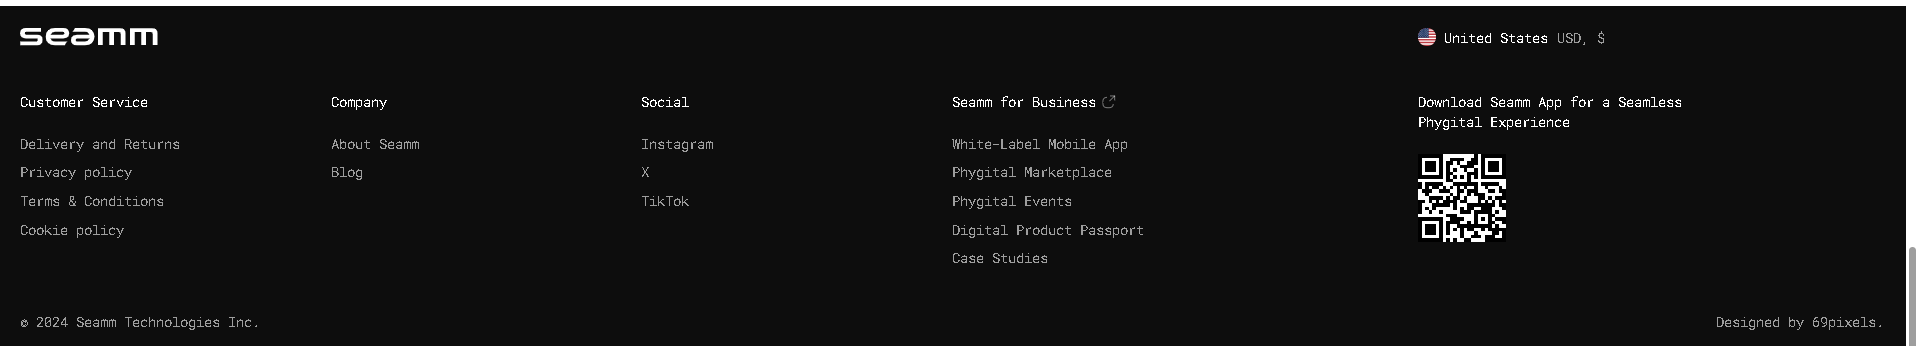 seamm
United States USD, $
Customer Service
Delivery and Returns
Privacy policy
Terms & Conditions
Cookie policy
Company
About Seamm
Blog
Social
Instagram
X
TikTok
Seamm for Business
White-Label Mobile App
Phygital Marketplace
Phygital Events
Digital Product Passport
Case Studies
Download Seamm App for a Seamless
Phygital Experience
© 2024 Seamm Technologies Inc.
Designed by 69pixels.